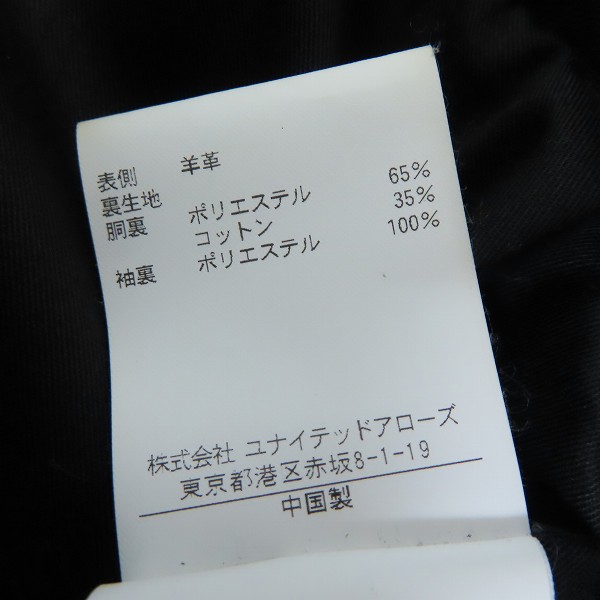 表側 羊革
裏生地
胴裏 ポリエステル 65%
コットン 35%
袖裏 ポリエステル 100%
株式会社 ユナイテッドアローズ
東京都港区赤坂8-1-19
中国製